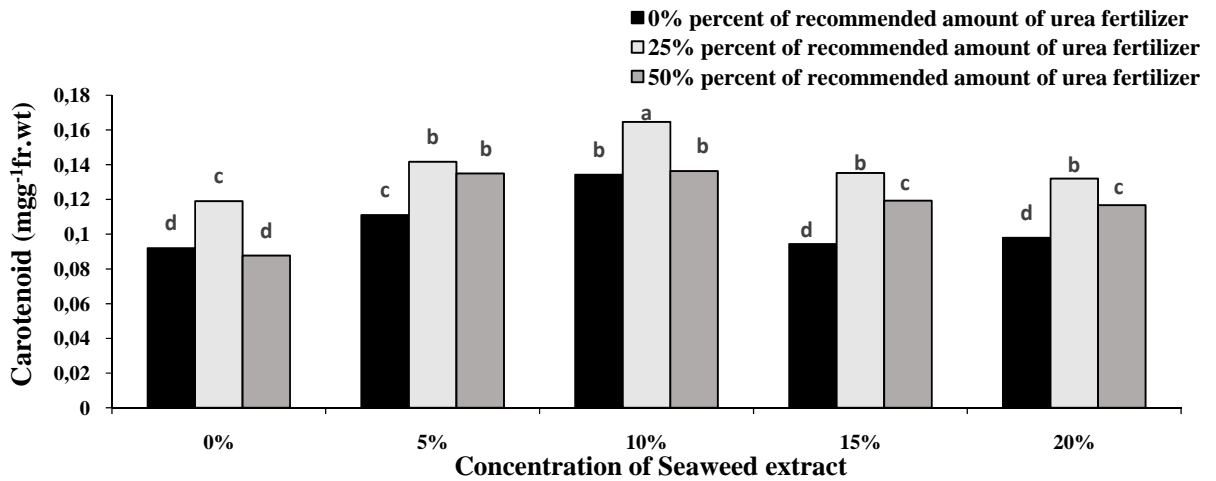 0% percent of recommended amount of urea fertilizer
25% percent of recommended amount of urea fertilizer
50% percent of recommended amount of urea fertilizer
Carotenoid (mgg⁻¹fr.wt)
0,18
0,16
0,14
0,12
0,1
0,08
0,06
0,04
0,02
0
d c d
c b b
b a b
d b c
d b c
0% 5% 10% 15% 20%
Concentration of Seaweed extract